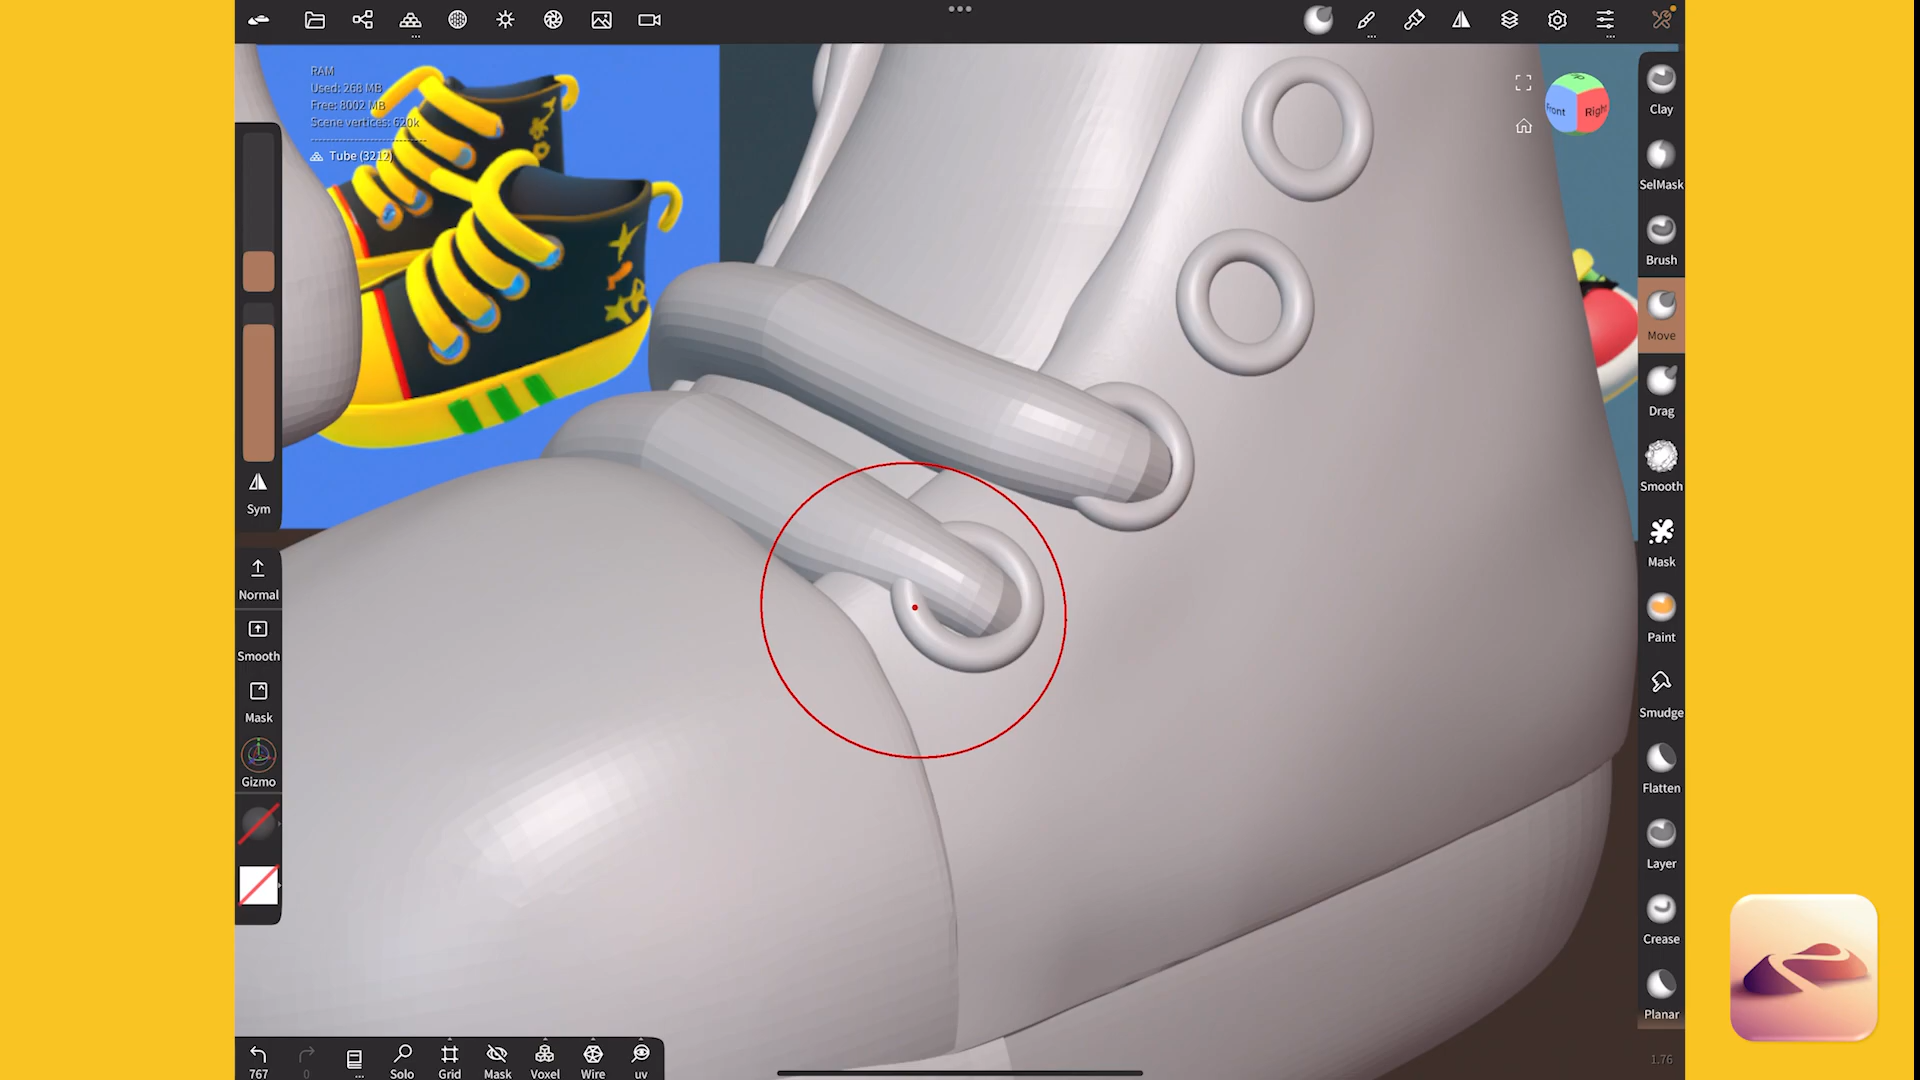 RAM
Used: 268 MB
Free: 8002 MB
Scene vertices: 620k
Tube (3212)
Front
Right
Clay
SelMask
Brush
Move
Drag
Smooth
Mask
Paint
Smudge
Flatten
Layer
Crease
Planar
1.76
Sym
Normal
Smooth
Mask
Gizmo
767
0
...
Solo
Grid
Mask
Voxel
Wire
uv